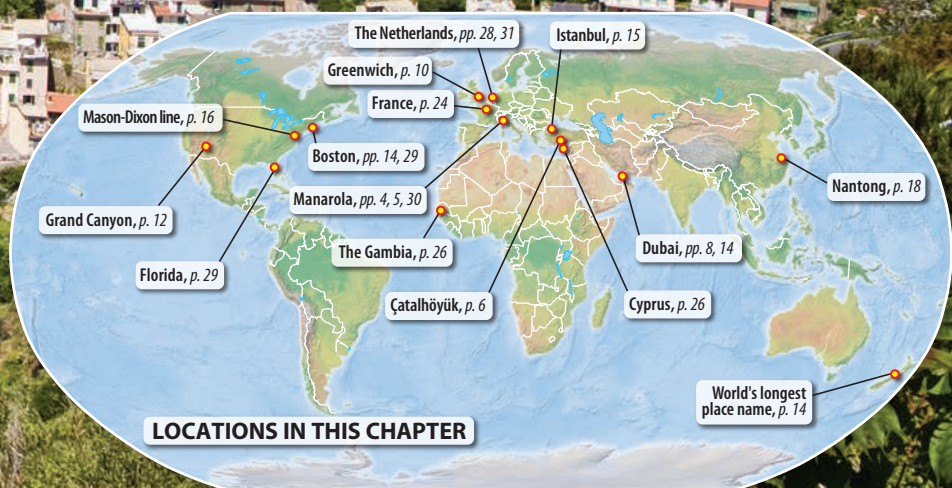 The Netherlands, pp. 28, 31
Istanbul, p. 15
Greenwich, p. 10
France, p. 24
Mason-Dixon line, p. 16
Boston, pp. 14, 29
Manarola, pp. 4, 5, 30
Nantong, p. 18
Grand Canyon, p. 12
The Gambia, p. 26
Dubai, pp. 8, 14
Florida, p. 29
Çatalhöyük, p. 6
Cyprus, p. 26
World's longest
place name, p. 14
LOCATIONS IN THIS CHAPTER